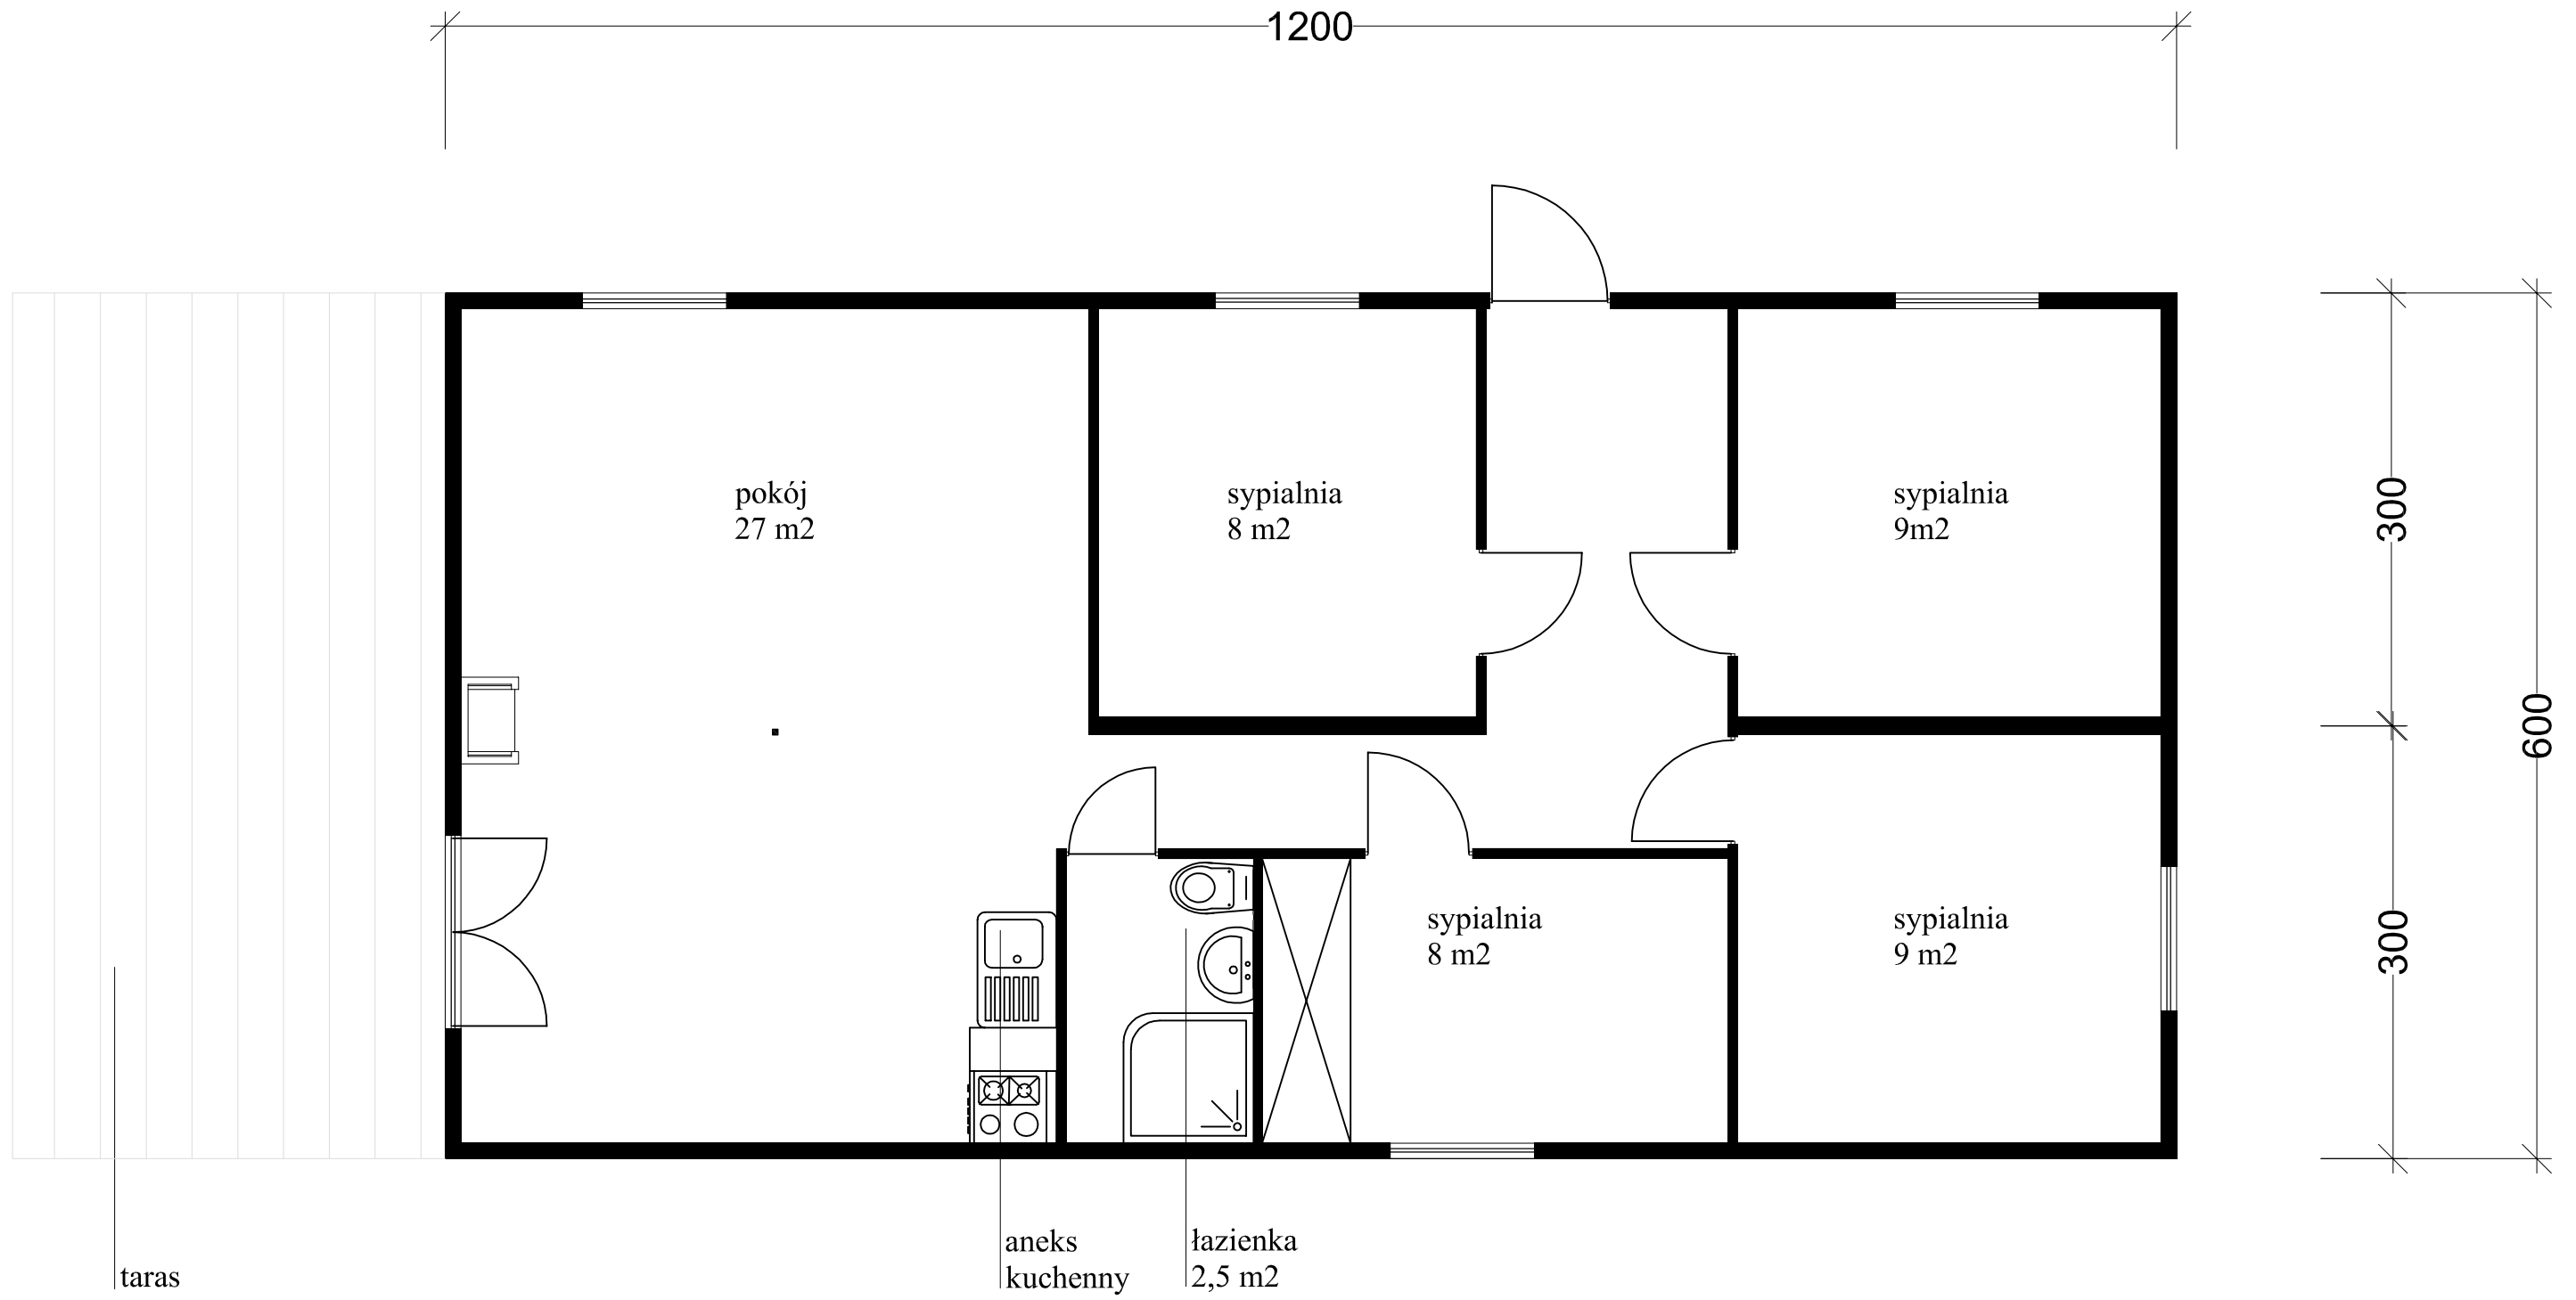 1200
pokój
27 m2
sypialnia
8 m2
sypialnia
9m2
300
600
sypialnia
8 m2
sypialnia
9 m2
300
taras
aneks
kuchenny
łazienka
2,5 m2